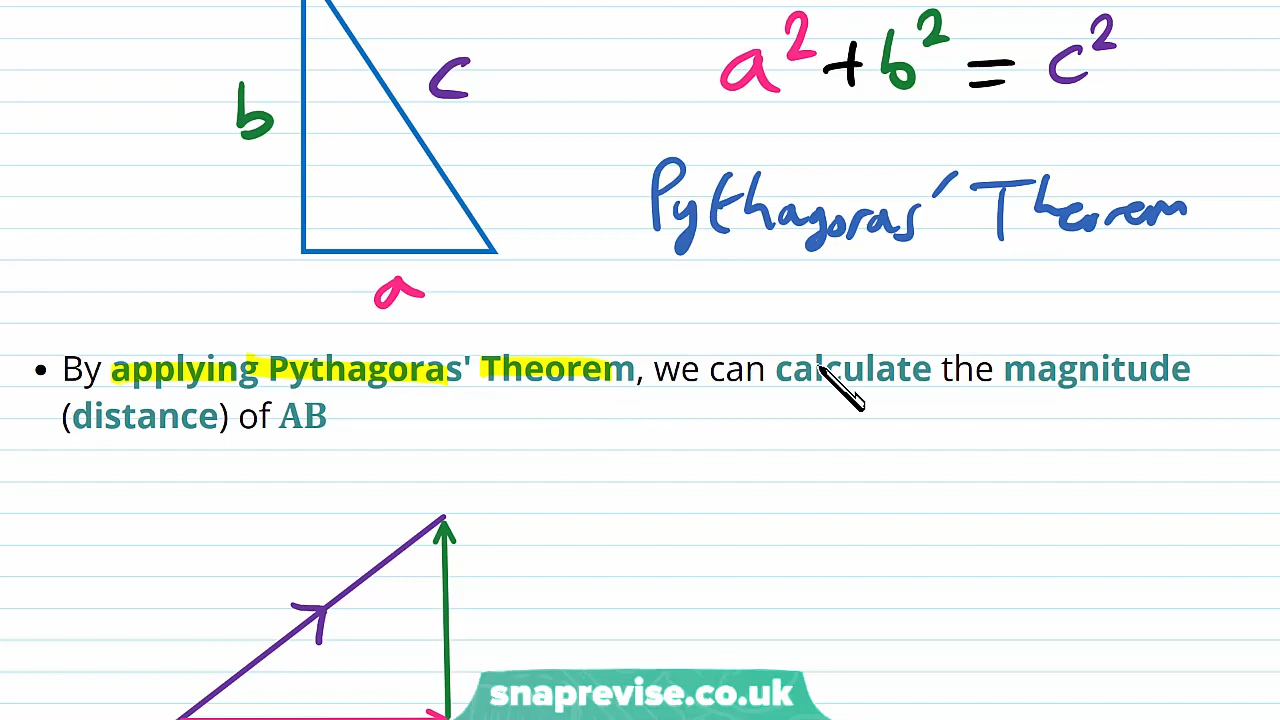 a² + b² = c²
c
b
Pythagoras' Theorem
a
• By applying Pythagoras' Theorem, we can calculate the magnitude
(distance) of AB
snaprevise.co.uk